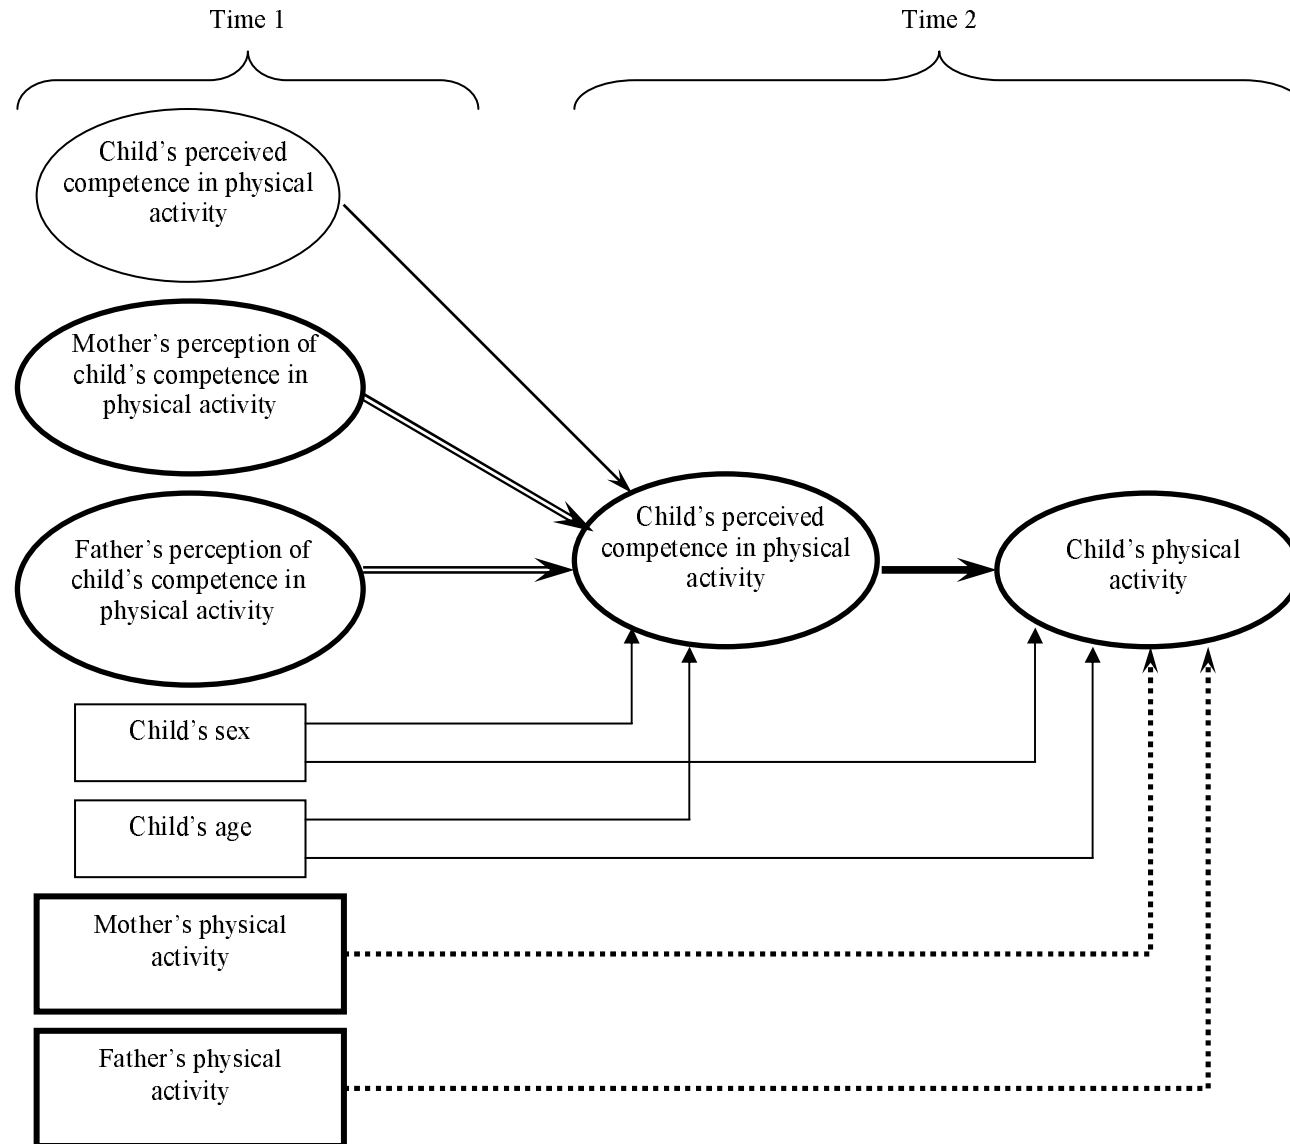 Time 1
Time 2
Child’s perceived
competence in physical
activity
Mother’s perception of
child’s competence in
physical activity
Father’s perception of
child’s competence in
physical activity
Child’s perceived
competence in physical
activity
Child’s physical
activity
Child’s sex
Child’s age
Mother’s physical
activity
Father’s physical
activity